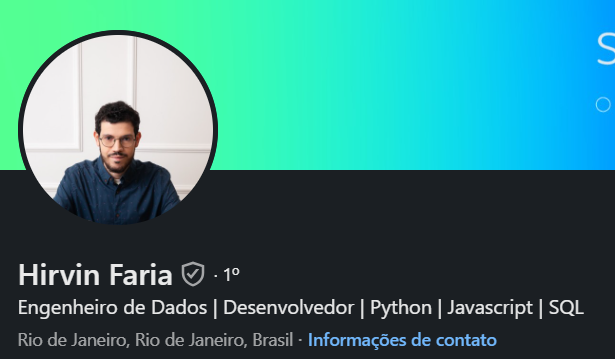 S
Hirvin Faria · 1º
Engenheiro de Dados | Desenvolvedor | Python | Javascript | SQL
Rio de Janeiro, Rio de Janeiro, Brasil · Informações de contato